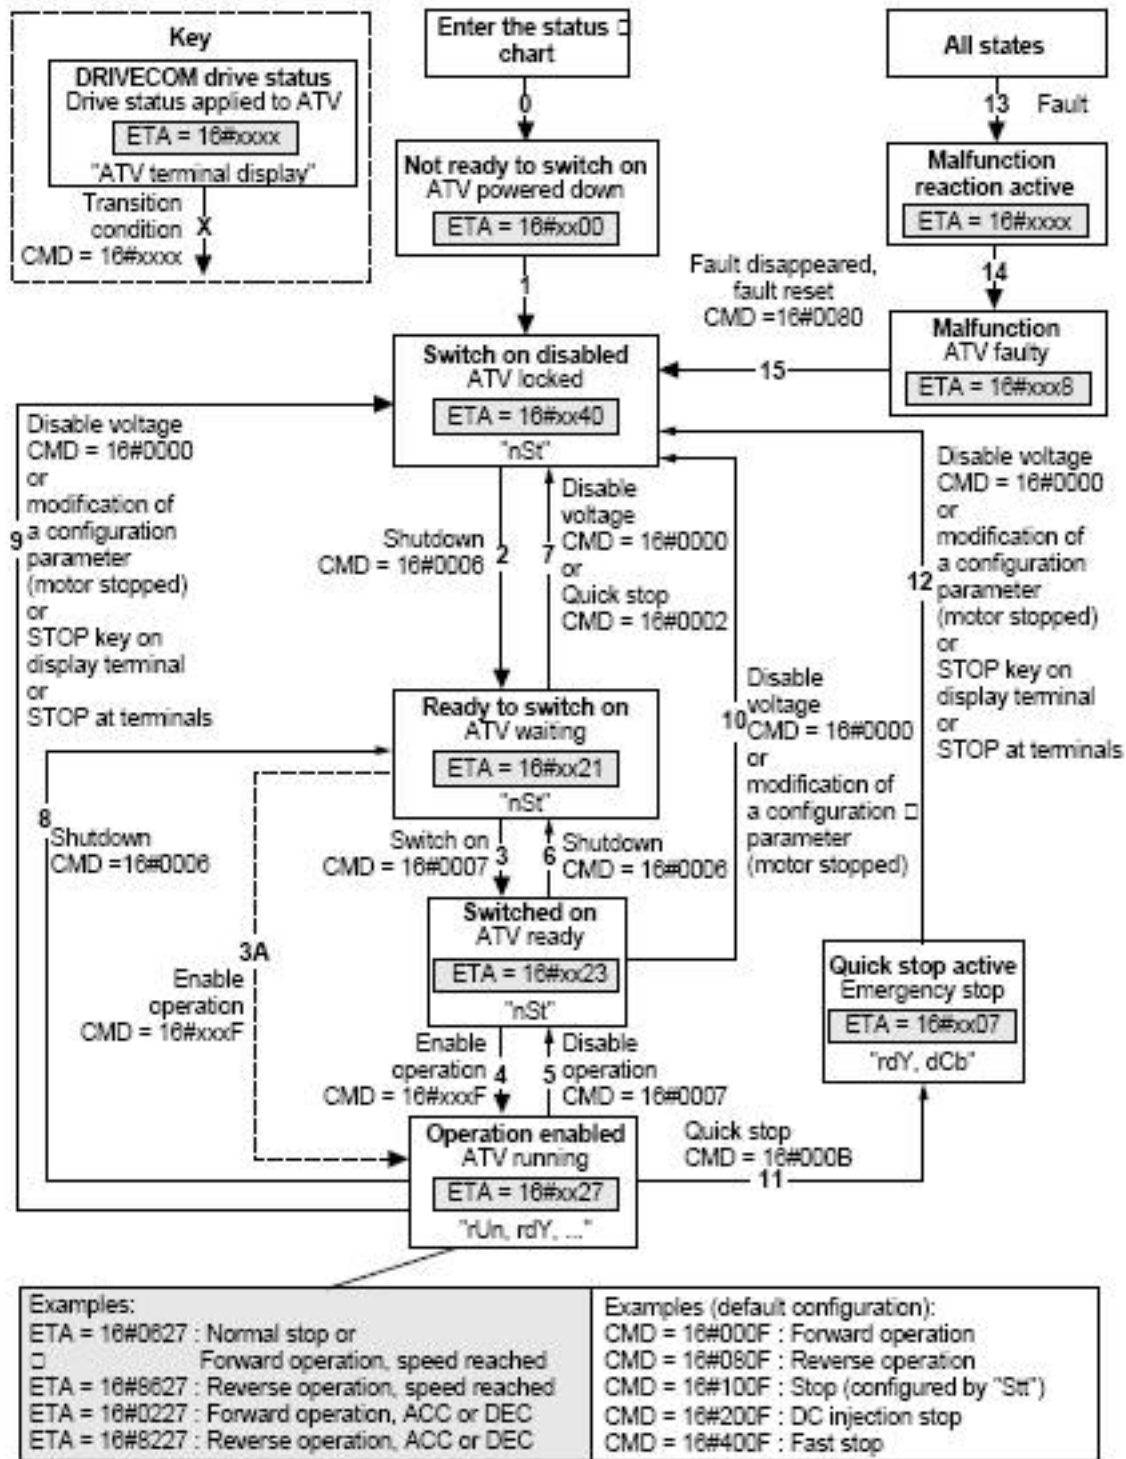 Key
DRIVECOM drive status
Drive status applied to ATV
ETA = 16#xxxx
"ATV terminal display"
Transition
condition
X
CMD = 16#xxxx
Enter the status □
chart
0
Not ready to switch on
ATV powered down
ETA = 16#xx00
1
All states
13
Fault
Malfunction
reaction active
ETA = 16#xxxx
14
Fault disappeared,
fault reset
CMD =16#0080
Malfunction
ATV faulty
ETA = 16#xxx8
15
Switch on disabled
ATV locked
ETA = 16#xx40
"nSt"
Disable voltage
CMD = 16#0000
or
modification of
9
a configuration
parameter
(motor stopped)
or
STOP key on
display terminal
or
STOP at terminals
Shutdown
CMD = 16#0006
2
7
Disable
voltage
CMD = 16#0000
or
Quick stop
CMD = 16#0002
Disable voltage
CMD = 16#0000
or
modification of
a configuration
12
parameter
(motor stopped)
or
STOP key on
display terminal
or
STOP at terminals
Ready to switch on
ATV waiting
ETA = 16#xx21
"nSt"
Disable
voltage
10
CMD = 16#0000
or
modification of
a configuration □
parameter
(motor stopped)
8
Shutdown
CMD =16#0006
Switch on
CMD = 16#0007
3
6
Shutdown
CMD = 16#0006
Switched on
ATV ready
ETA = 16#xx23
"nSt"
3A
Enable
operation
CMD = 16#xxxF
Quick stop active
Emergency stop
ETA = 16#xx07
"rdY, dCb"
Enable
operation
CMD = 16#xxxF
4
5
Disable
operation
CMD = 16#0007
Operation enabled
ATV running
ETA = 16#xx27
"rUn, rdY, ..."
Quick stop
CMD = 16#000B
11
Examples:
ETA = 16#0627 : Normal stop or
□ Forward operation, speed reached
ETA = 16#8627 : Reverse operation, speed reached
ETA = 16#0227 : Forward operation, ACC or DEC
ETA = 16#8227 : Reverse operation, ACC or DEC
Examples (default configuration):
CMD = 16#000F : Forward operation
CMD = 16#080F : Reverse operation
CMD = 16#100F : Stop (configured by "Stt")
CMD = 16#200F : DC injection stop
CMD = 16#400F : Fast stop